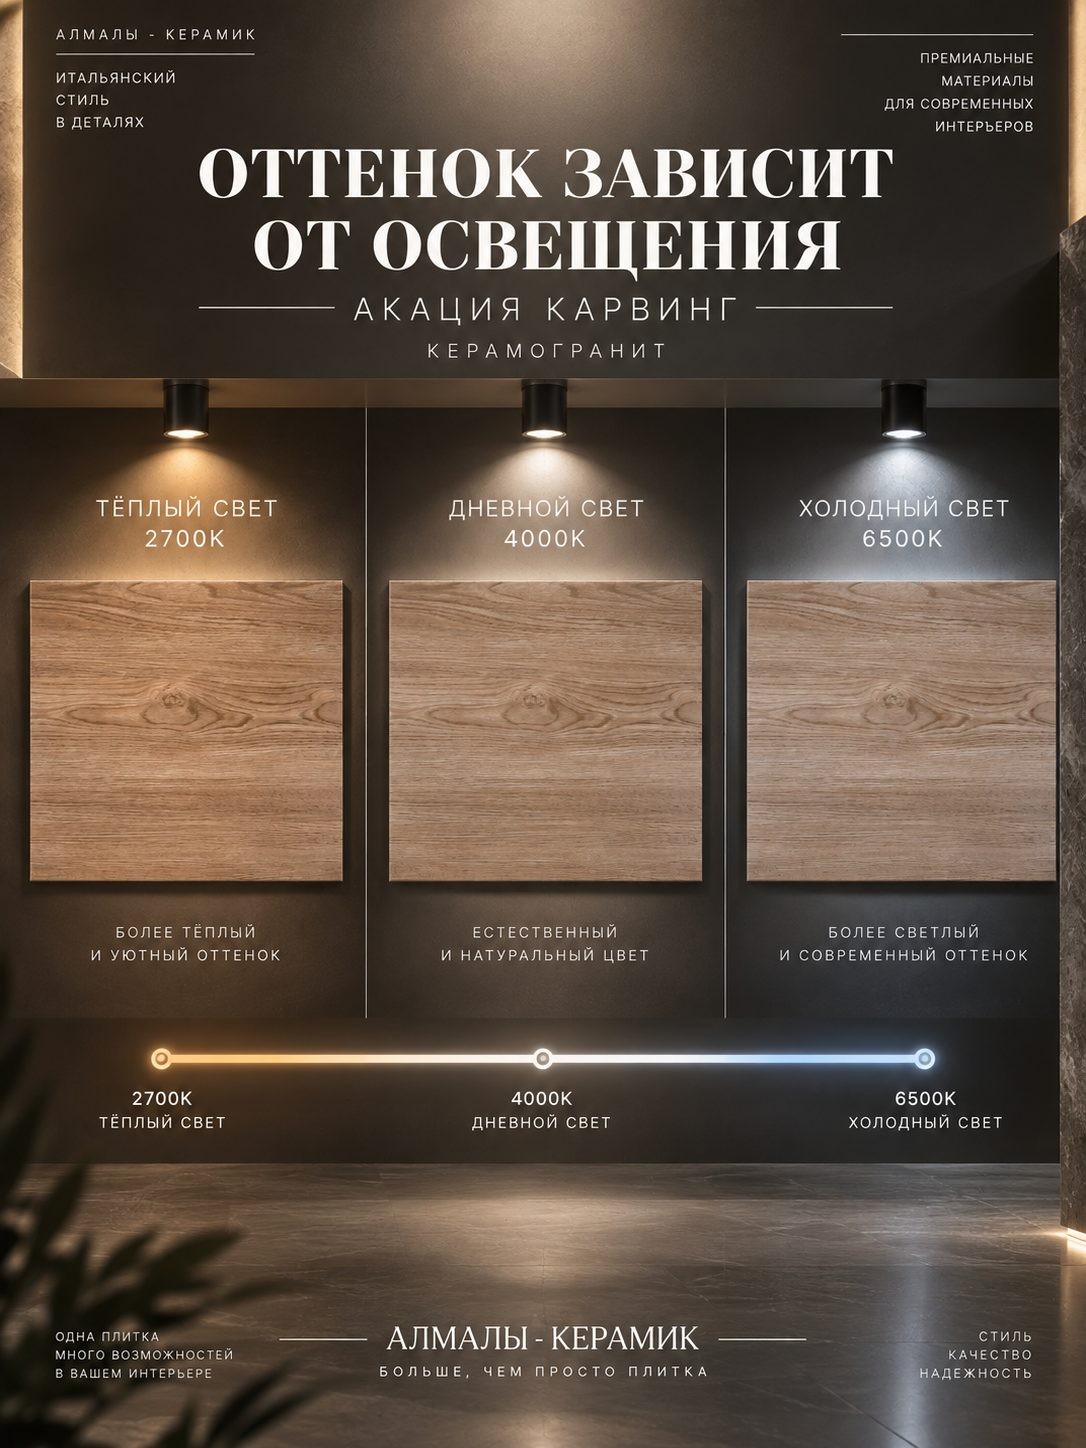 АЛМАЛЫ - КЕРАМИК
ИТАЛЬЯНСКИЙ
СТИЛЬ
В ДЕТАЛЯХ
ПРЕМИАЛЬНЫЕ
МАТЕРИАЛЫ
ДЛЯ СОВРЕМЕННЫХ
ИНТЕРЬЕРОВ
ОТТЕНОК ЗАВИСИТ
ОТ ОСВЕЩЕНИЯ
АКАЦИЯ КАРВИНГ
КЕРАМОГРАНИТ
ТЁПЛЫЙ СВЕТ
2700K
ДНЕВНОЙ СВЕТ
4000K
ХОЛОДНЫЙ СВЕТ
6500K
БОЛЕЕ ТЁПЛЫЙ
И УЮТНЫЙ ОТТЕНОК
ЕСТЕСТВЕННЫЙ
И НАТУРАЛЬНЫЙ ЦВЕТ
БОЛЕЕ СВЕТЛЫЙ
И СОВРЕМЕННЫЙ ОТТЕНОК
2700K
ТЁПЛЫЙ СВЕТ
4000K
ДНЕВНОЙ СВЕТ
6500K
ХОЛОДНЫЙ СВЕТ
ОДНА ПЛИТКА
МНОГО ВОЗМОЖНОСТЕЙ
В ВАШЕМ ИНТЕРЬЕРЕ
АЛМАЛЫ - КЕРАМИК
БОЛЬШЕ, ЧЕМ ПРОСТО ПЛИТКА
СТИЛЬ
КАЧЕСТВО
НАДЕЖНОСТЬ